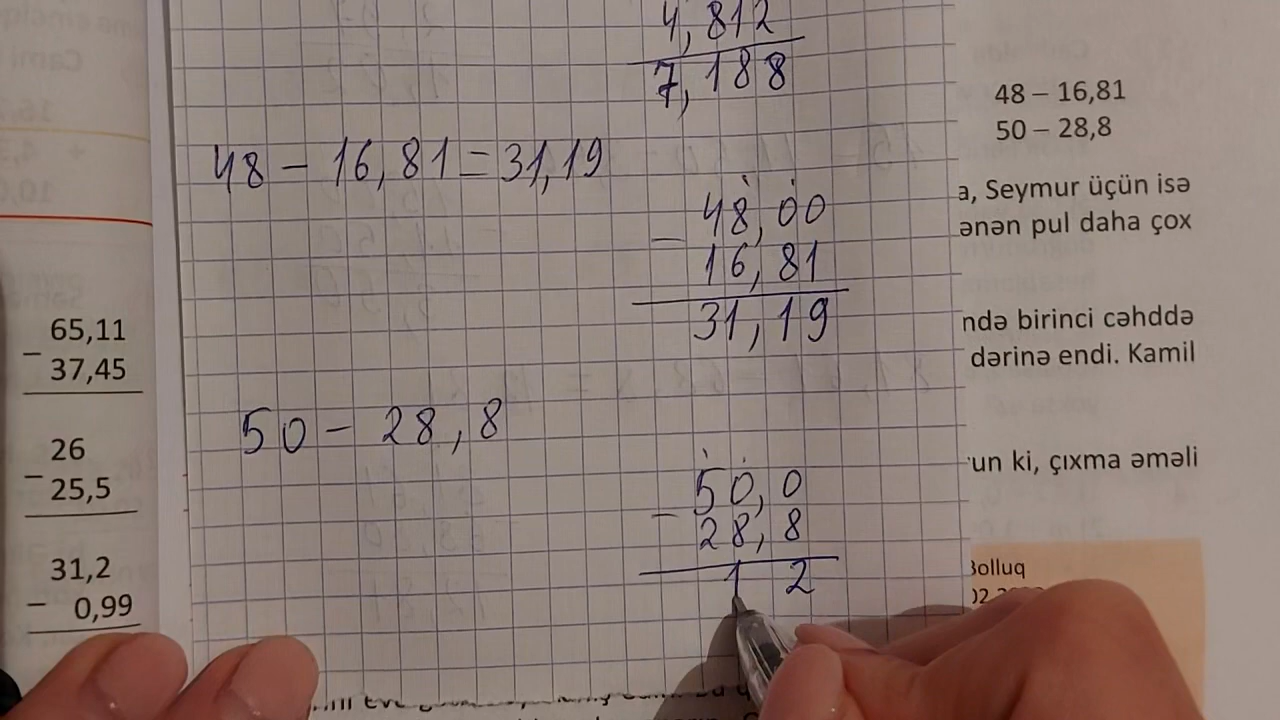 4,812
7,188
48 – 16,81
50 – 28,8
48 – 16,81 = 31,19
a, Seymur üçün isə
ənən pul daha çox
48,00
– 16,81
31,19
ndə birinci cəhddə
dərinə endi. Kamil
65,11
– 37,45
50 – 28,8
un ki, çıxma əməli
26
– 25,5
50,0
– 28,8
1 2
31,2
– 0,99
Bolluq